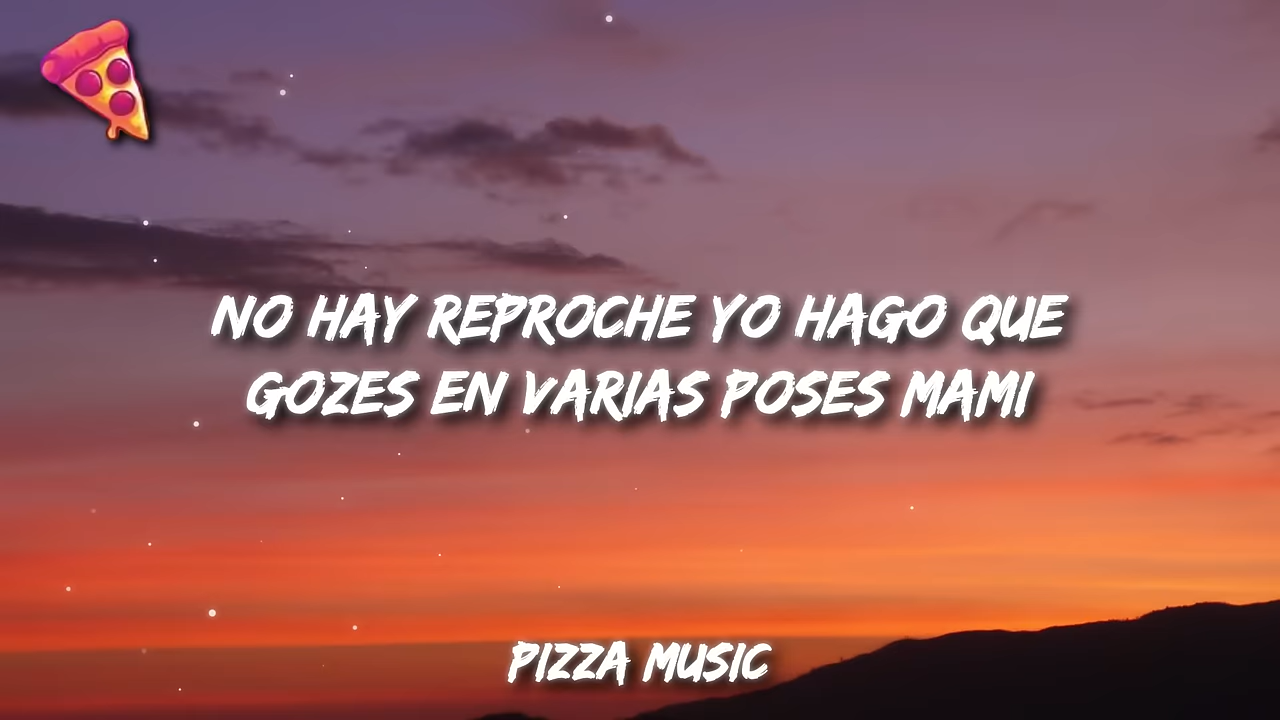 NO HAY REPROCHE YO HAGO QUE
GOZES EN VARIAS POSES MAMI
PIZZA MUSIC